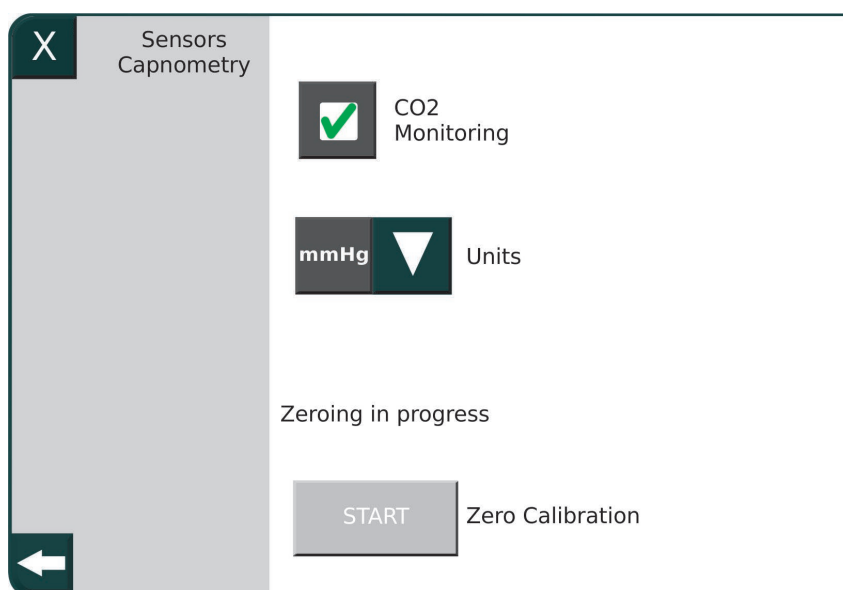 X
Sensors
Capnometry
CO2
Monitoring
mmHg
Units
Zeroing in progress
START
Zero Calibration